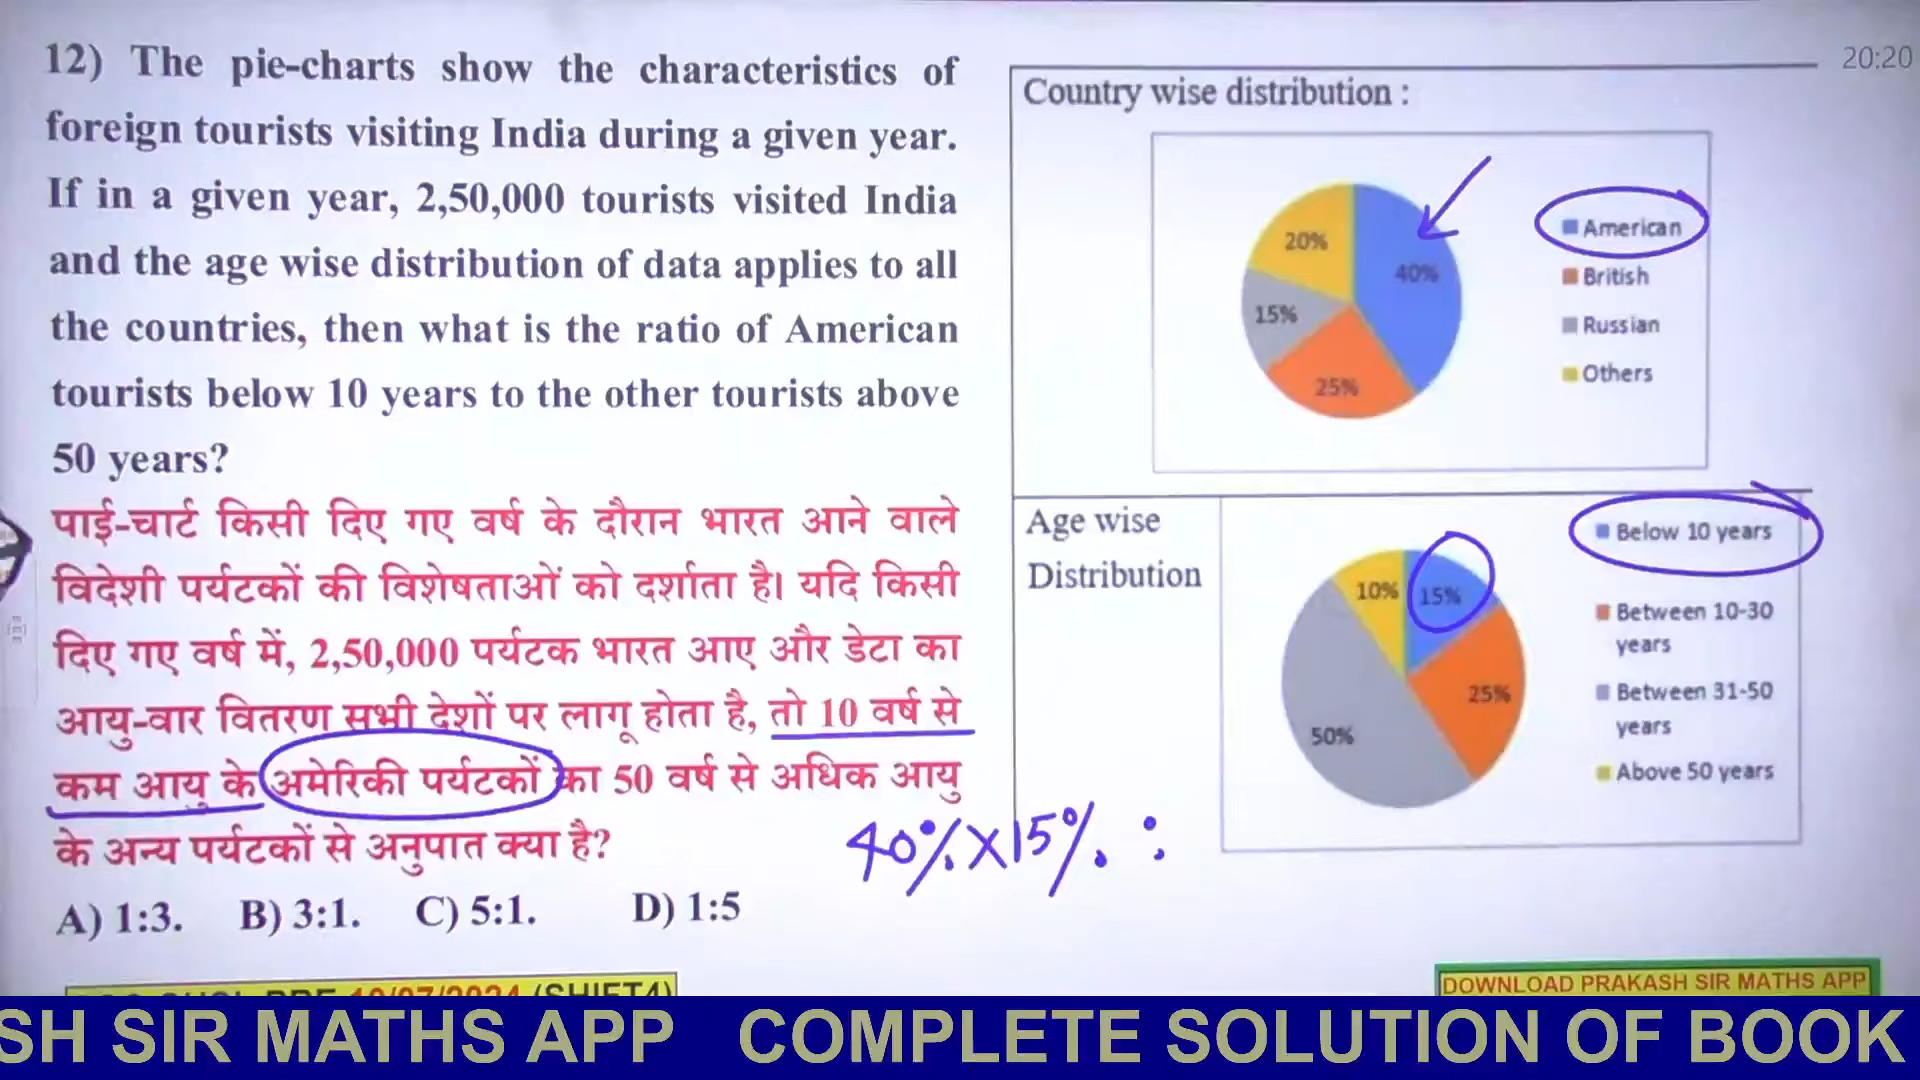 12) The pie-charts show the characteristics of
foreign tourists visiting India during a given year.
If in a given year, 2,50,000 tourists visited India
and the age wise distribution of data applies to all
the countries, then what is the ratio of American
tourists below 10 years to the other tourists above
50 years?
पाई-चार्ट किसी दिए गए वर्ष के दौरान भारत आने वाले
विदेशी पर्यटकों की विशेषताओं को दर्शाता है। यदि किसी
दिए गए वर्ष में, 2,50,000 पर्यटक भारत आए और डेटा का
आयु-वार वितरण सभी देशों पर लागू होता है, तो 10 वर्ष से
कम आयु के अमेरिकी पर्यटकों का 50 वर्ष से अधिक आयु
के अन्य पर्यटकों से अनुपात क्या है?
A) 1:3. B) 3:1. C) 5:1. D) 1:5
20:20
Country wise distribution :
20%
40%
15%
25%
American
British
Russian
Others
Age wise
Distribution
10%
15%
25%
50%
Below 10 years
Between 10-30
years
Between 31-50
years
Above 50 years
40%×15% :
(SHIFT4)
DOWNLOAD PRAKASH SIR MATHS APP
SH SIR MATHS APP COMPLETE SOLUTION OF BOOK